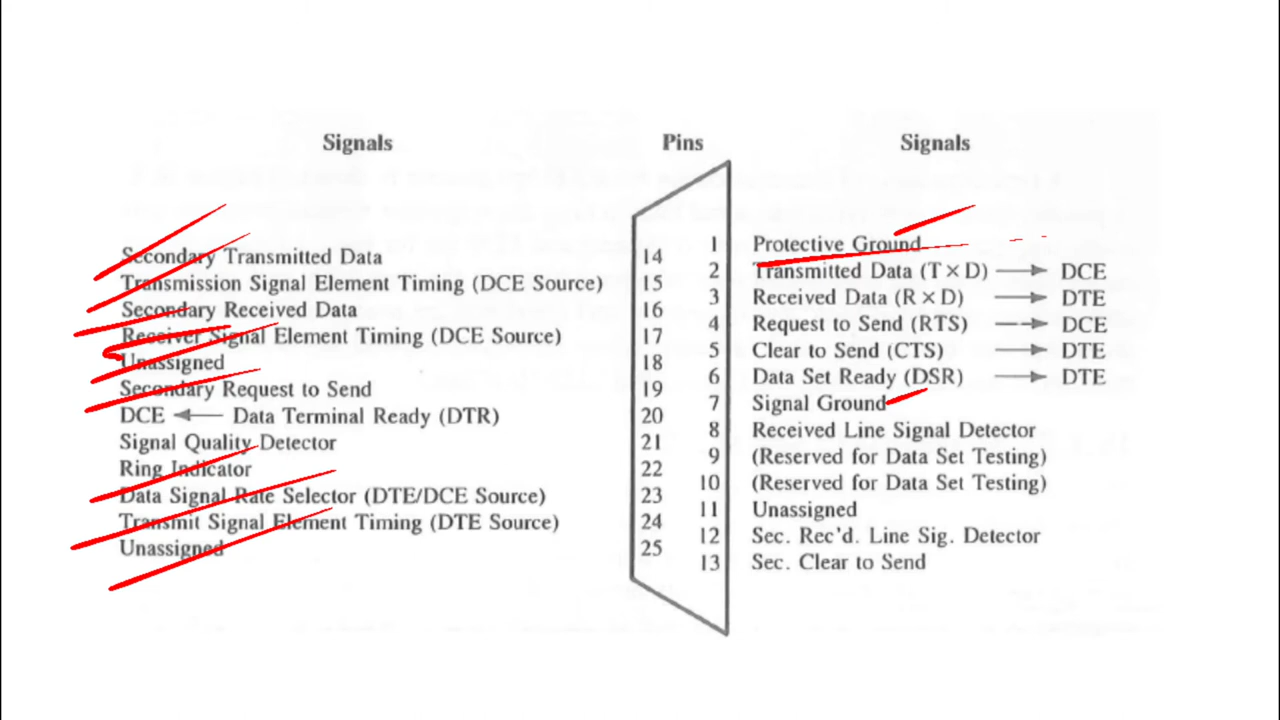 Signals Pins Signals
1 Protective Ground
Secondary Transmitted Data 14
2 Transmitted Data (T×D) → DCE
Transmission Signal Element Timing (DCE Source) 15
3 Received Data (R×D) → DTE
Secondary Received Data 16
4 Request to Send (RTS) → DCE
Receiver Signal Element Timing (DCE Source) 17
5 Clear to Send (CTS) → DTE
Unassigned 18
6 Data Set Ready (DSR) → DTE
Secondary Request to Send 19
7 Signal Ground
DCE ← Data Terminal Ready (DTR) 20
8 Received Line Signal Detector
Signal Quality Detector 21
9 (Reserved for Data Set Testing)
Ring Indicator 22
10 (Reserved for Data Set Testing)
Data Signal Rate Selector (DTE/DCE Source) 23
11 Unassigned
Transmit Signal Element Timing (DTE Source) 24
12 Sec. Rec'd. Line Sig. Detector
Unassigned 25
13 Sec. Clear to Send